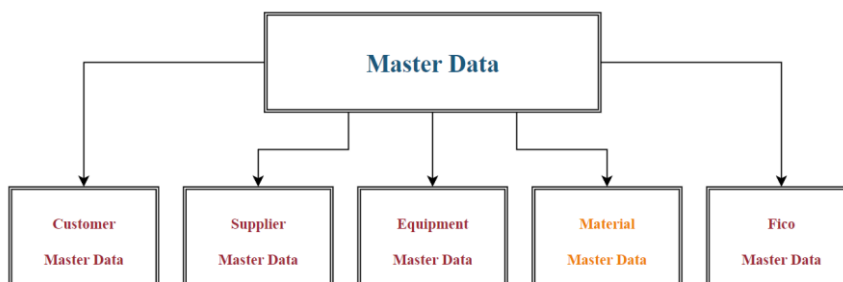 Master Data
Customer
Master Data
Supplier
Master Data
Equipment
Master Data
Material
Master Data
Fico
Master Data